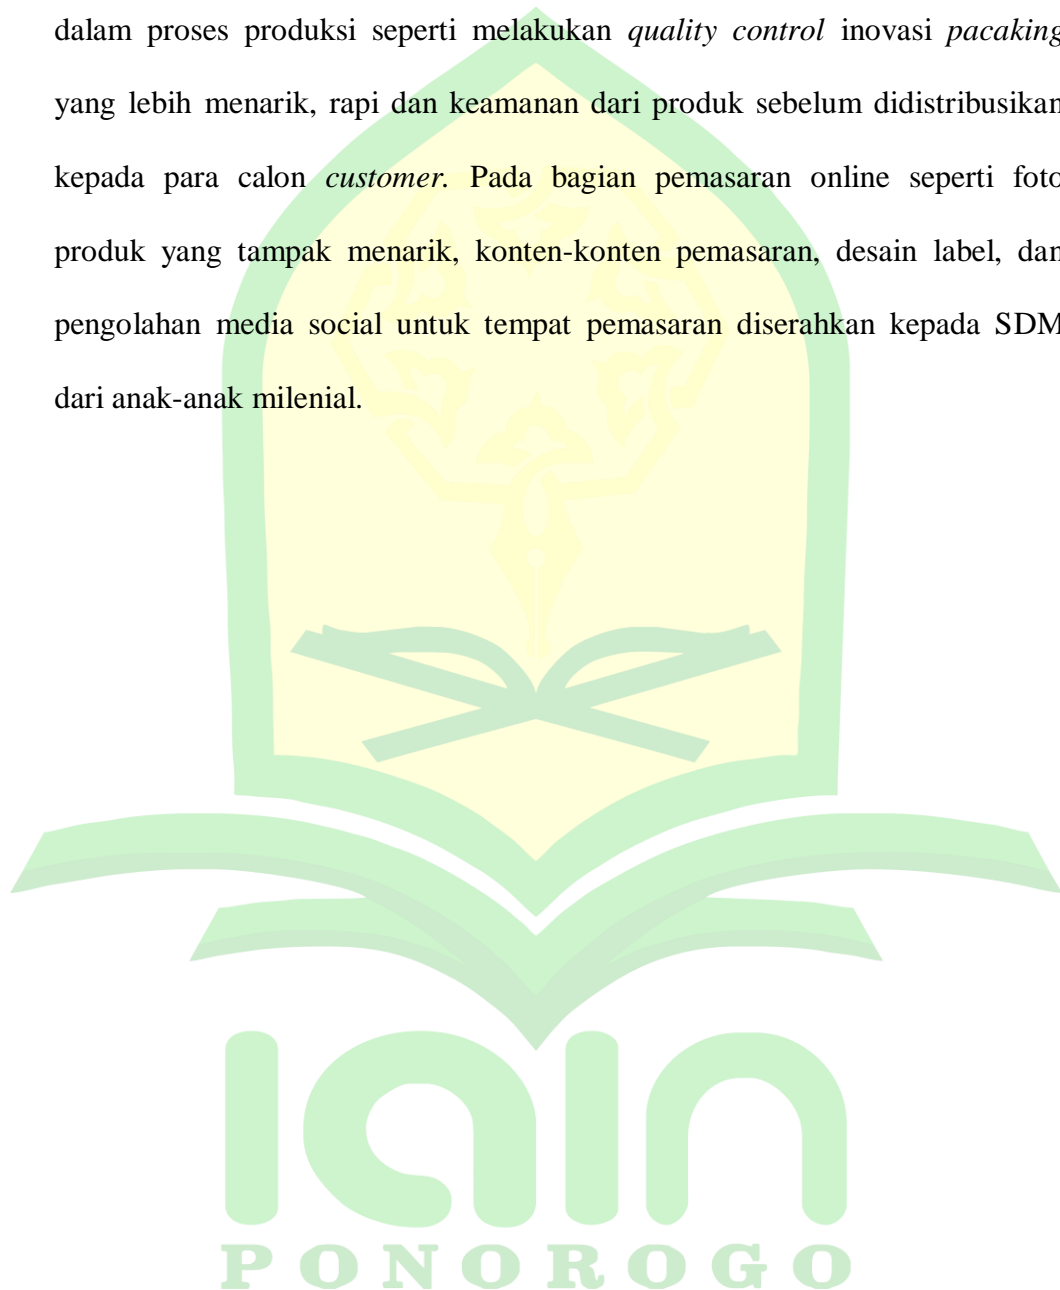 dalam proses produksi seperti melakukan quality control inovasi pacaking
yang lebih menarik, rapi dan keamanan dari produk sebelum didistribusikan
kepada para calon customer. Pada bagian pemasaran online seperti foto
produk yang tampak menarik, konten-konten pemasaran, desain label, dan
pengolahan media social untuk tempat pemasaran diserahkan kepada SDM
dari anak-anak milenial.
iain
PONOROGO